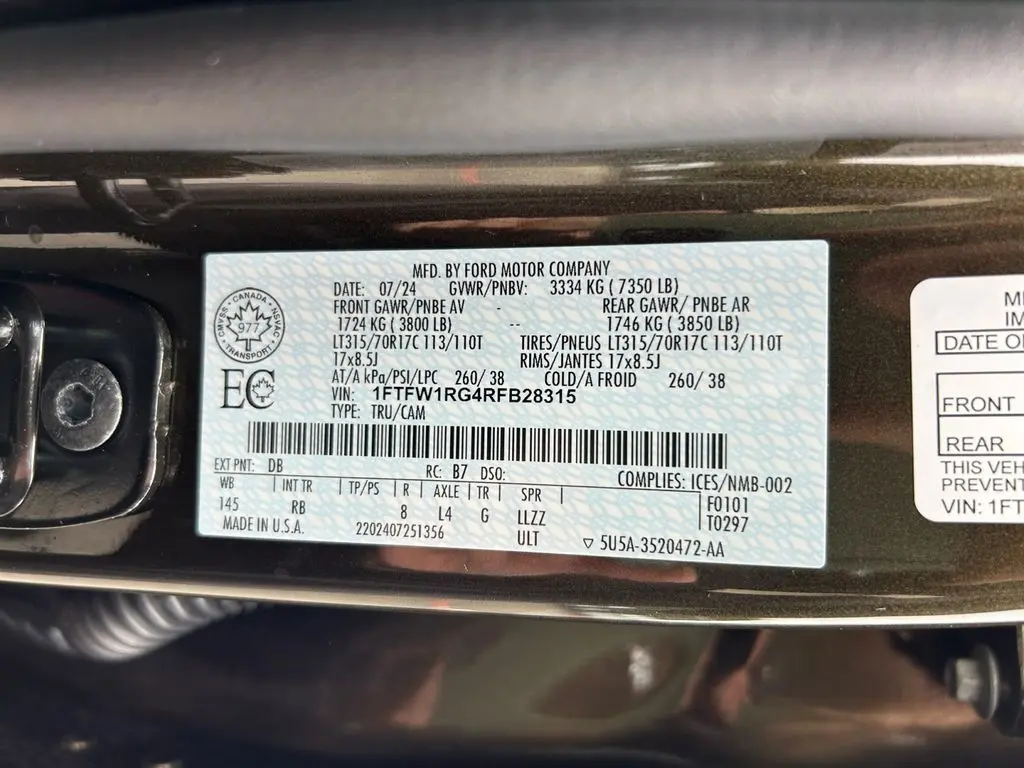 MFD. BY FORD MOTOR COMPANY
DATE: 07/24 GVWR/PNBV: 3334 KG ( 7350 LB)
FRONT GAWR/PNBE AV - REAR GAWR/ PNBE AR
1724 KG ( 3800 LB) -- 1746 KG ( 3850 LB)
LT315/70R17C 113/110T TIRES/PNEUS LT315/70R17C 113/110T
17x8.5J RIMS/JANTES 17x8.5J
AT/A kPa/PSI/LPC 260/ 38 COLD/A FROID 260/ 38
VIN: 1FTFW1RG4RFB28315
TYPE: TRU/CAM
CANADA
CMVSS NSVAC
977
TRANSPORT
EC
EXT PNT: DB RC: B7 DSO: COMPLIES: ICES/NMB-002
WB INT TR TP/PS R AXLE TR SPR F0101
145 RB 8 L4 G LLZZ T0297
MADE IN U.S.A. 2202407251356 ULT ▽ 5U5A-3520472-AA
DATE O
FRONT
REAR
THIS VEH
PREVENT
VIN: 1FT